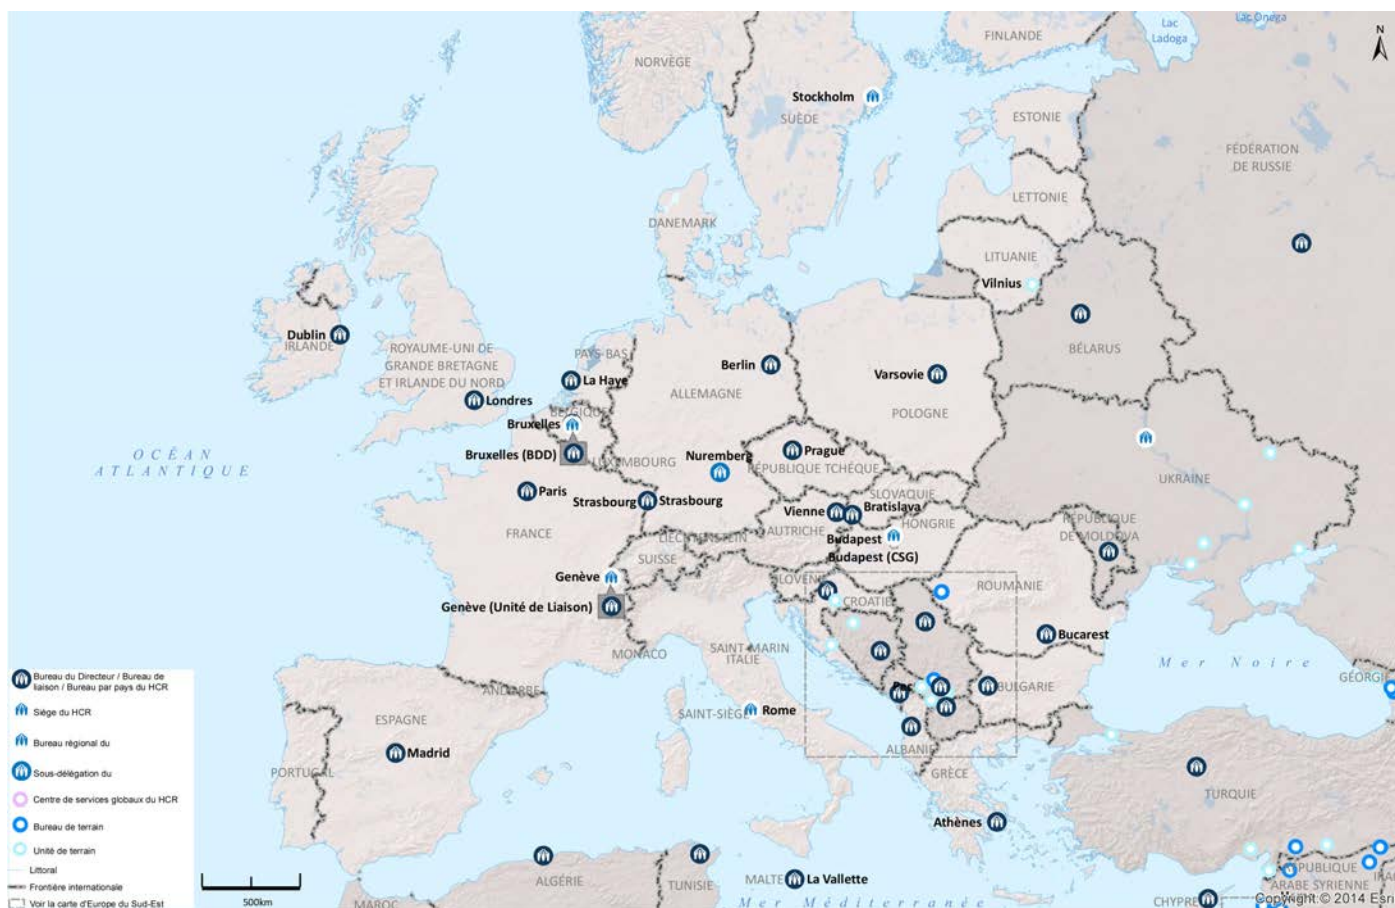 Lac Onega
Lac
Ladoga
N
FINLANDE
NORVÈGE
Stockholm
SUÈDE
ESTONIE
FÉDÉRATION
DE RUSSIE
LETTONIE
DANEMARK
LITUANIE
Vilnius
Dublin
IRLANDE
ROYAUME-UNI DE
GRANDE BRETAGNE
ET IRLANDE DU NORD
PAYS-BAS
BÉLARUS
Berlin
La Haye
Varsovie
ALLEMAGNE
Londres
POLOGNE
BELGIQUE
Bruxelles
OCÉAN
ATLANTIQUE
Bruxelles (BDD)
LUXEMBOURG
Nuremberg
Prague
RÉPUBLIQUE TCHÈQUE
UKRAINE
Paris
Strasbourg
Strasbourg
SLOVAQUIE
Vienne
Bratislava
FRANCE
AUTRICHE
HONGRIE
RÉPUBLIQUE
DE MOLDOVA
LIECHTENSTEIN
Budapest
Budapest (CSG)
SUISSE
Genève
SLOVENI
CROATIE
ROUMANIE
Genève (Unité de Liaison)
Bucarest
MONACO
SAINT-MARIN
ITALIE
Mer Noire
GÉORGIE
Bureau du Directeur / Bureau de
liaison / Bureau par pays du HCR
ANDORRE
BULGARIE
Siège du HCR
ESPAGNE
SAINT-SIÈGE
Rome
Bureau régional du
Madrid
ALBANIE
Sous-délégation du
PORTUGAL
GRÈCE
TURQUIE
Centre de services globaux du HCR
Bureau de terrain
Athènes
Unité de terrain
Littoral
Frontière internationale
Voir la carte d'Europe du Sud-Est
500km
MAROC
ALGÉRIE
TUNISIE
MALTE
La Vallette
Mer Méditerranée
CHYPRE
RÉPUBLIQUE
ARABE SYRIENNE
Copyright:© 2014 Esri